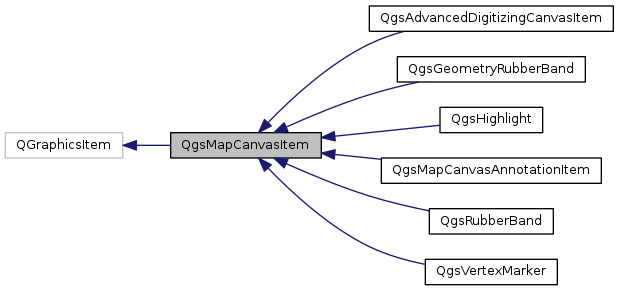 QgsAdvancedDigitizingCanvasItem
QgsGeometryRubberBand
QgsHighlight
QGraphicsItem
QgsMapCanvasItem
QgsMapCanvasAnnotationItem
QgsRubberBand
QgsVertexMarker